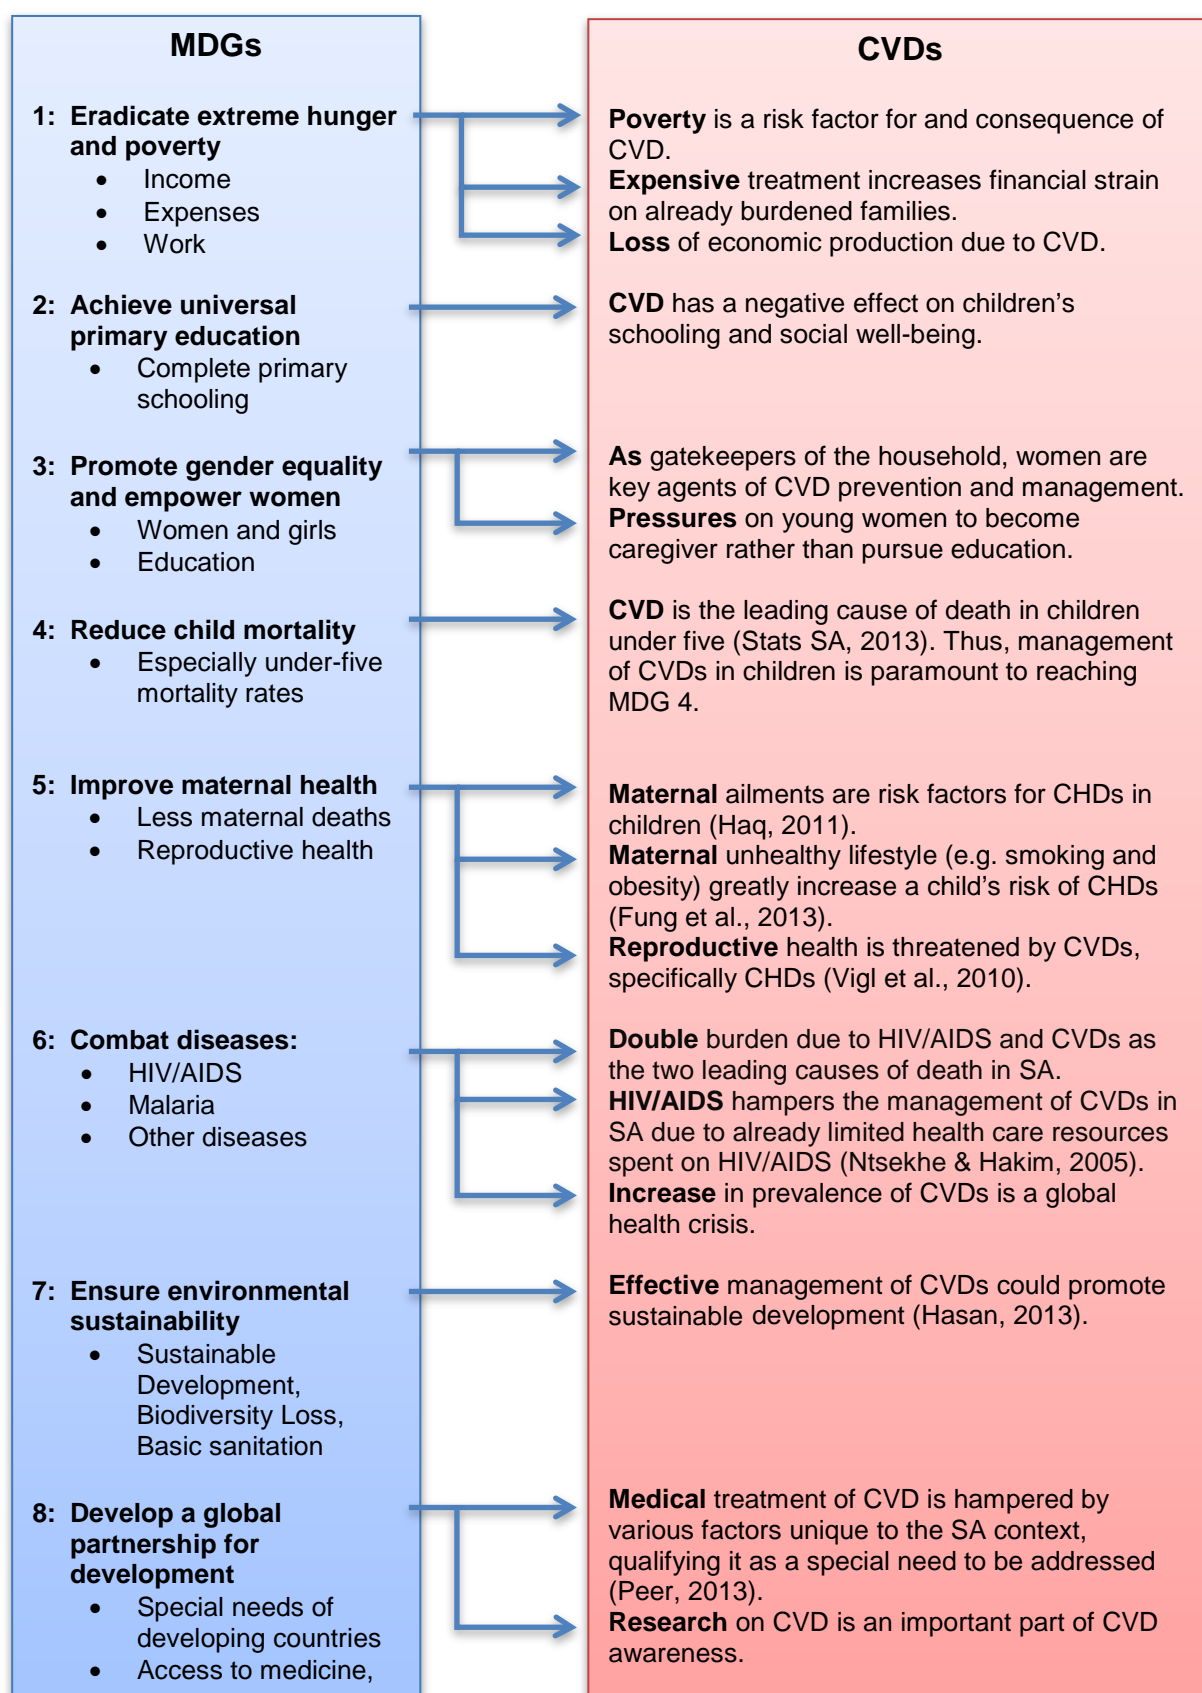 MDGs
1: Eradicate extreme hunger
and poverty
• Income
• Expenses
• Work
2: Achieve universal
primary education
• Complete primary
schooling
3: Promote gender equality
and empower women
• Women and girls
• Education
4: Reduce child mortality
• Especially under-five
mortality rates
5: Improve maternal health
• Less maternal deaths
• Reproductive health
6: Combat diseases:
• HIV/AIDS
• Malaria
• Other diseases
7: Ensure environmental
sustainability
• Sustainable
Development,
Biodiversity Loss,
Basic sanitation
8: Develop a global
partnership for
development
• Special needs of
developing countries
• Access to medicine,
CVDs
Poverty is a risk factor for and consequence of
CVD.
Expensive treatment increases financial strain
on already burdened families.
Loss of economic production due to CVD.
CVD has a negative effect on children’s
schooling and social well-being.
As gatekeepers of the household, women are
key agents of CVD prevention and management.
Pressures on young women to become
caregiver rather than pursue education.
CVD is the leading cause of death in children
under five (Stats SA, 2013). Thus, management
of CVDs in children is paramount to reaching
MDG 4.
Maternal ailments are risk factors for CHDs in
children (Haq, 2011).
Maternal unhealthy lifestyle (e.g. smoking and
obesity) greatly increase a child’s risk of CHDs
(Fung et al., 2013).
Reproductive health is threatened by CVDs,
specifically CHDs (Vigl et al., 2010).
Double burden due to HIV/AIDS and CVDs as
the two leading causes of death in SA.
HIV/AIDS hampers the management of CVDs in
SA due to already limited health care resources
spent on HIV/AIDS (Ntsekhe & Hakim, 2005).
Increase in prevalence of CVDs is a global
health crisis.
Effective management of CVDs could promote
sustainable development (Hasan, 2013).
Medical treatment of CVD is hampered by
various factors unique to the SA context,
qualifying it as a special need to be addressed
(Peer, 2013).
Research on CVD is an important part of CVD
awareness.